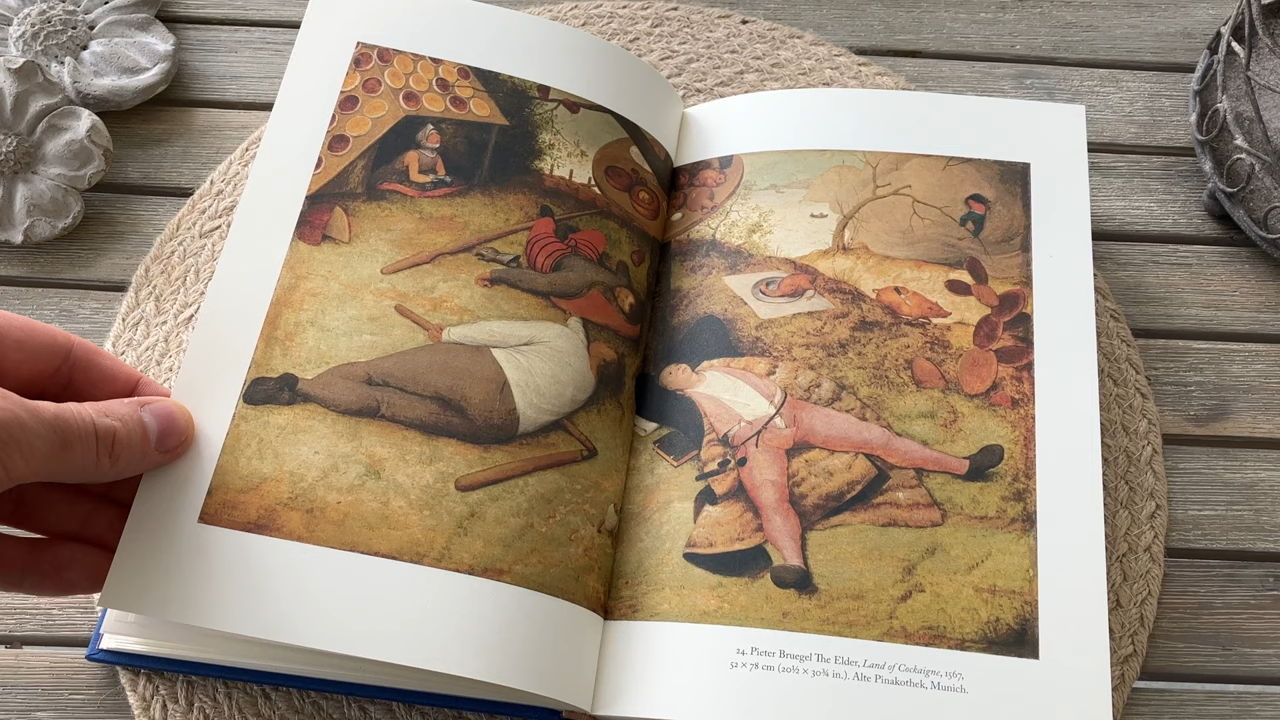 24. Pieter Bruegel The Elder, Land of Cockaigne, 1567,
52 × 78 cm (20½ × 30¾ in.). Alte Pinakothek, Munich.